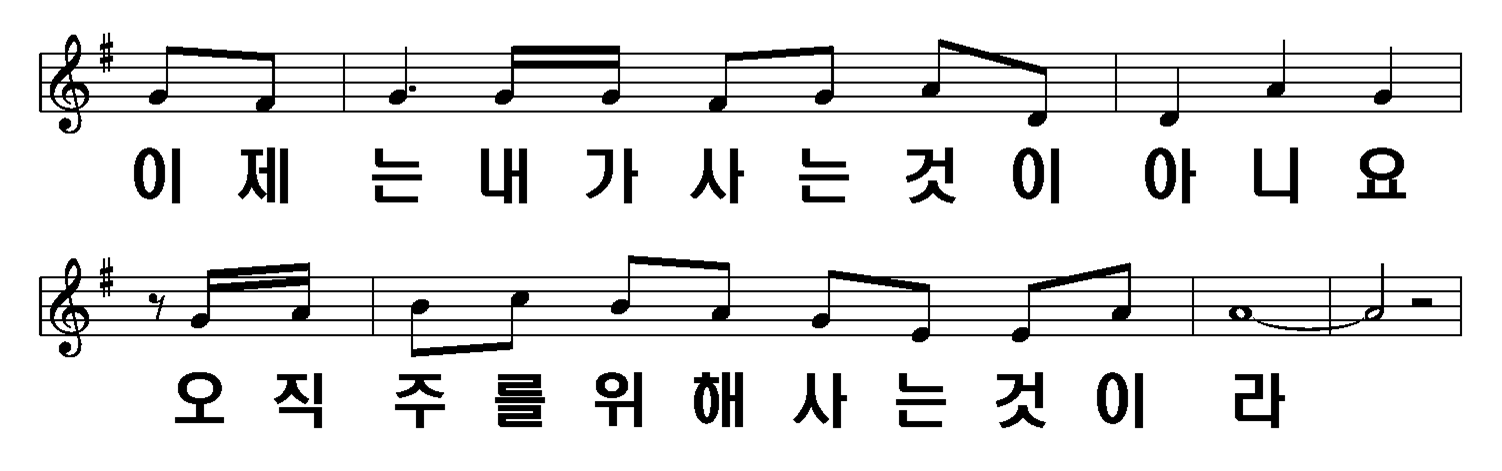 이 제 는 내 가 사 는 것 이 아 니 요
오 직 주 를 위 해 사 는 것 이 라